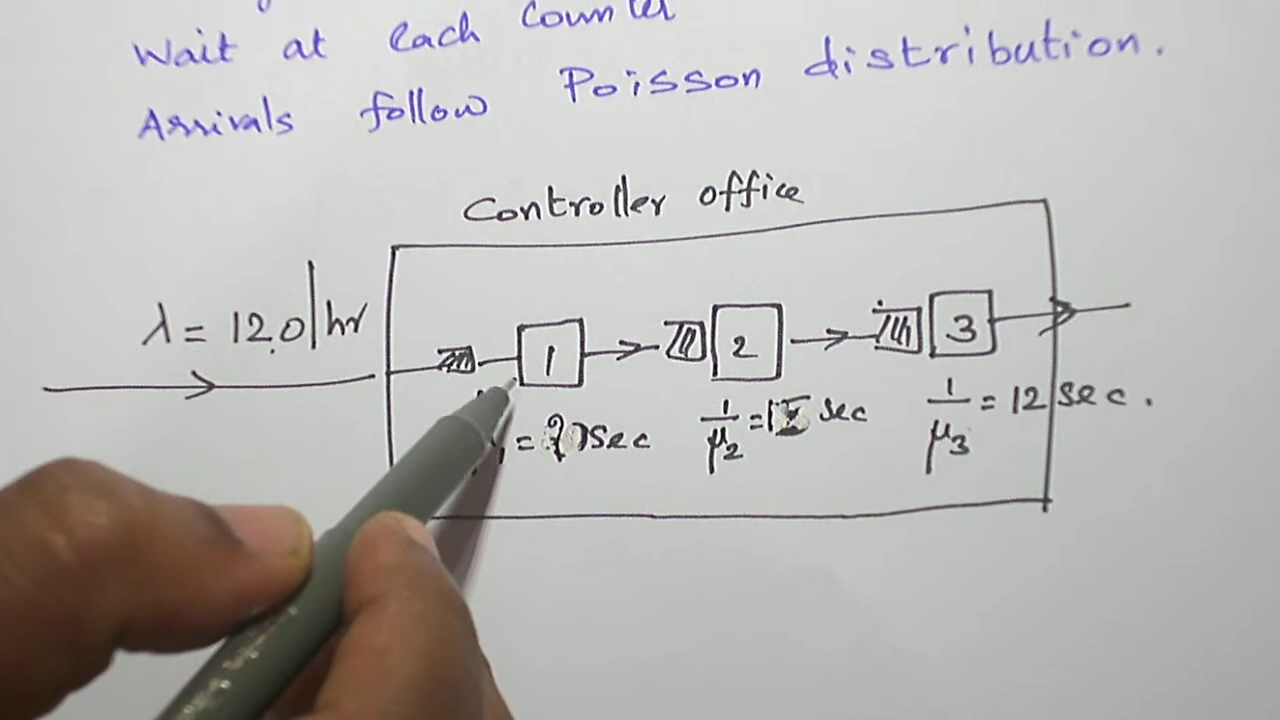 Wait at each Counter
Arrivals follow Poisson distribution.
Controller office
λ = 120/hr
1
2
3
= sec
1/μ2 = sec
1/μ3 = 12 sec.